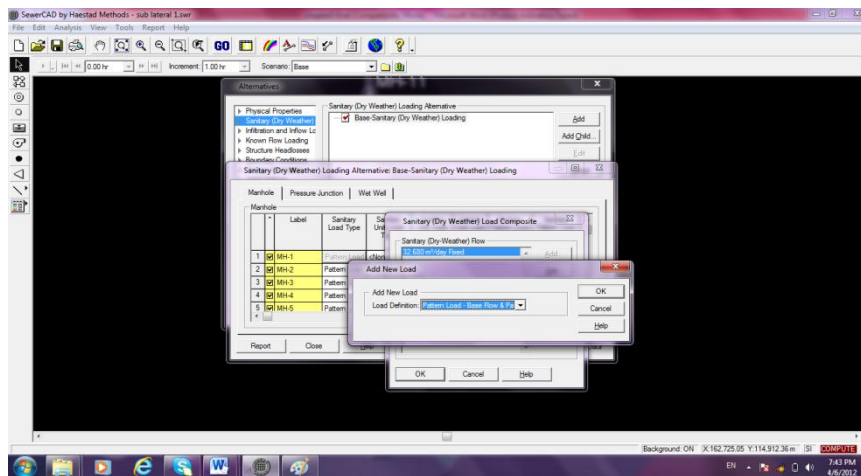 SewerCAD by Haestad Methods - sub lateral 1.swr
File Edit Analysis View Tools Report Help
GO
0.00 hr Increment: 1.00 hr Scenario: Base
Alternatives
Physical Properties
Sanitary (Dry Weather)
Infiltration and Inflow Lo
Known Flow Loading
Structure Headlosses
Boundary Conditions
Sanitary (Dry Weather) Loading Alternative
Base-Sanitary (Dry Weather) Loading
Add
Add Child...
Edit
Sanitary (Dry Weather) Loading Alternative: Base-Sanitary (Dry Weather) Loading
Manhole Pressure Junction Wet Well
Manhole
Label Sanitary Load Type
1 MH-1 Pattern Load <Non
2 MH-2 Pattern
3 MH-3 Pattern
4 MH-4 Pattern
5 MH-5 Pattern
Report Close
Sanitary (Dry Weather) Load Composite
Sanitary (Dry-Weather) Flow
32.680 m³/day Fixed
Add
Add New Load
Add New Load
Load Definition: Pattern Load - Base Flow & Pa
OK
Cancel
Help
OK Cancel Help
Background: ON X:162,725.05 Y:114,912.36 m SI COMPUTE
EN 7:43 PM
4/6/2012